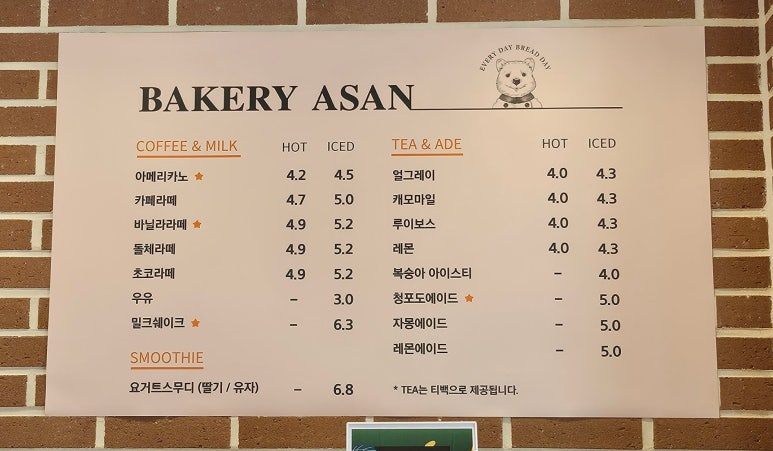 EVERY DAY BREAD DAY
BAKERY ASAN
COFFEE & MILK HOT ICED
아메리카노 ★ 4.2 4.5
카페라떼 4.7 5.0
바닐라라떼 ★ 4.9 5.2
돌체라떼 4.9 5.2
초코라떼 4.9 5.2
우유 – 3.0
밀크쉐이크 ★ – 6.3
SMOOTHIE
요거트스무디 (딸기 / 유자) – 6.8
TEA & ADE HOT ICED
얼그레이 4.0 4.3
캐모마일 4.0 4.3
루이보스 4.0 4.3
레몬 4.0 4.3
복숭아 아이스티 – 4.0
청포도에이드 ★ – 5.0
자몽에이드 – 5.0
레몬에이드 – 5.0
* TEA는 티백으로 제공됩니다.